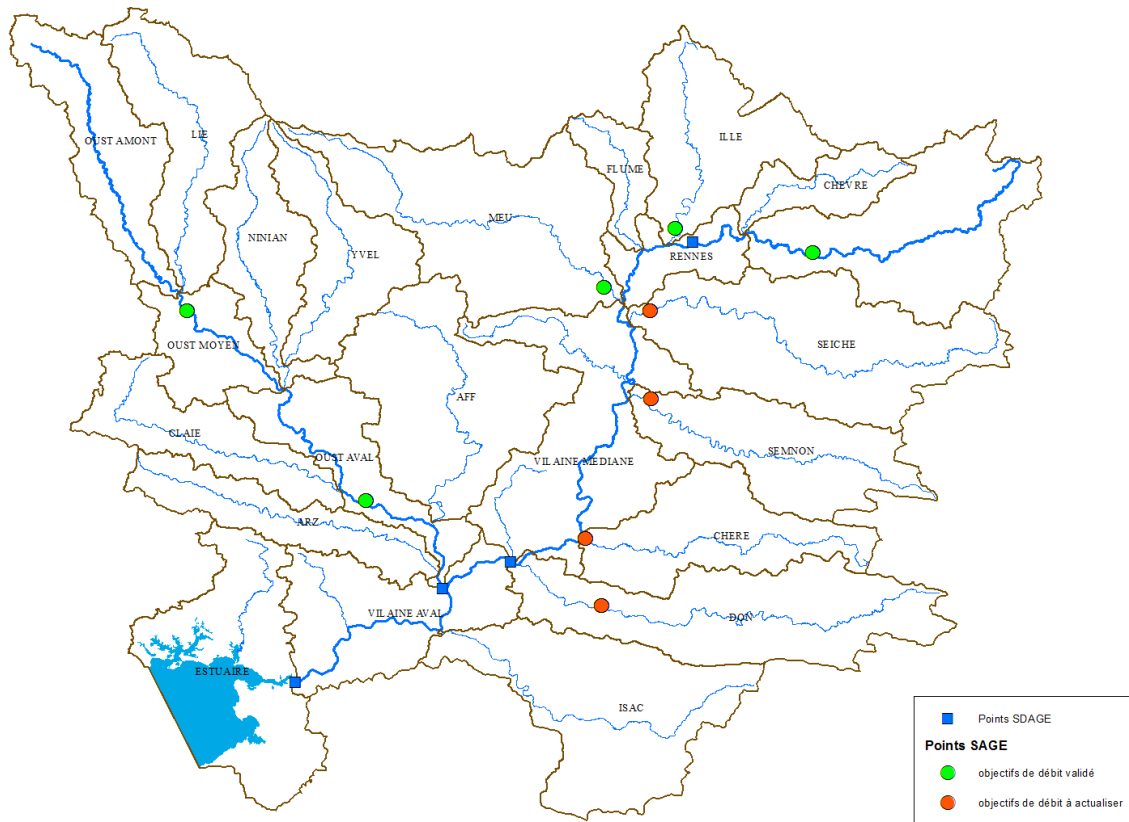 OUST AMONT
LIE
FLUME
ILLE
CHEVRE
MEU
NINIAN
YVEL
RENNES
OUST MOYEN
SEICHE
AFF
CLAIE
OUST AVAL
VILAINE MEDIANE
SEMNON
ARZ
CHERE
VILAINE AVAL
DON
ESTUAIRE
ISAC
Points SDAGE
Points SAGE
objectifs de débit validé
objectifs de débit à actualiser